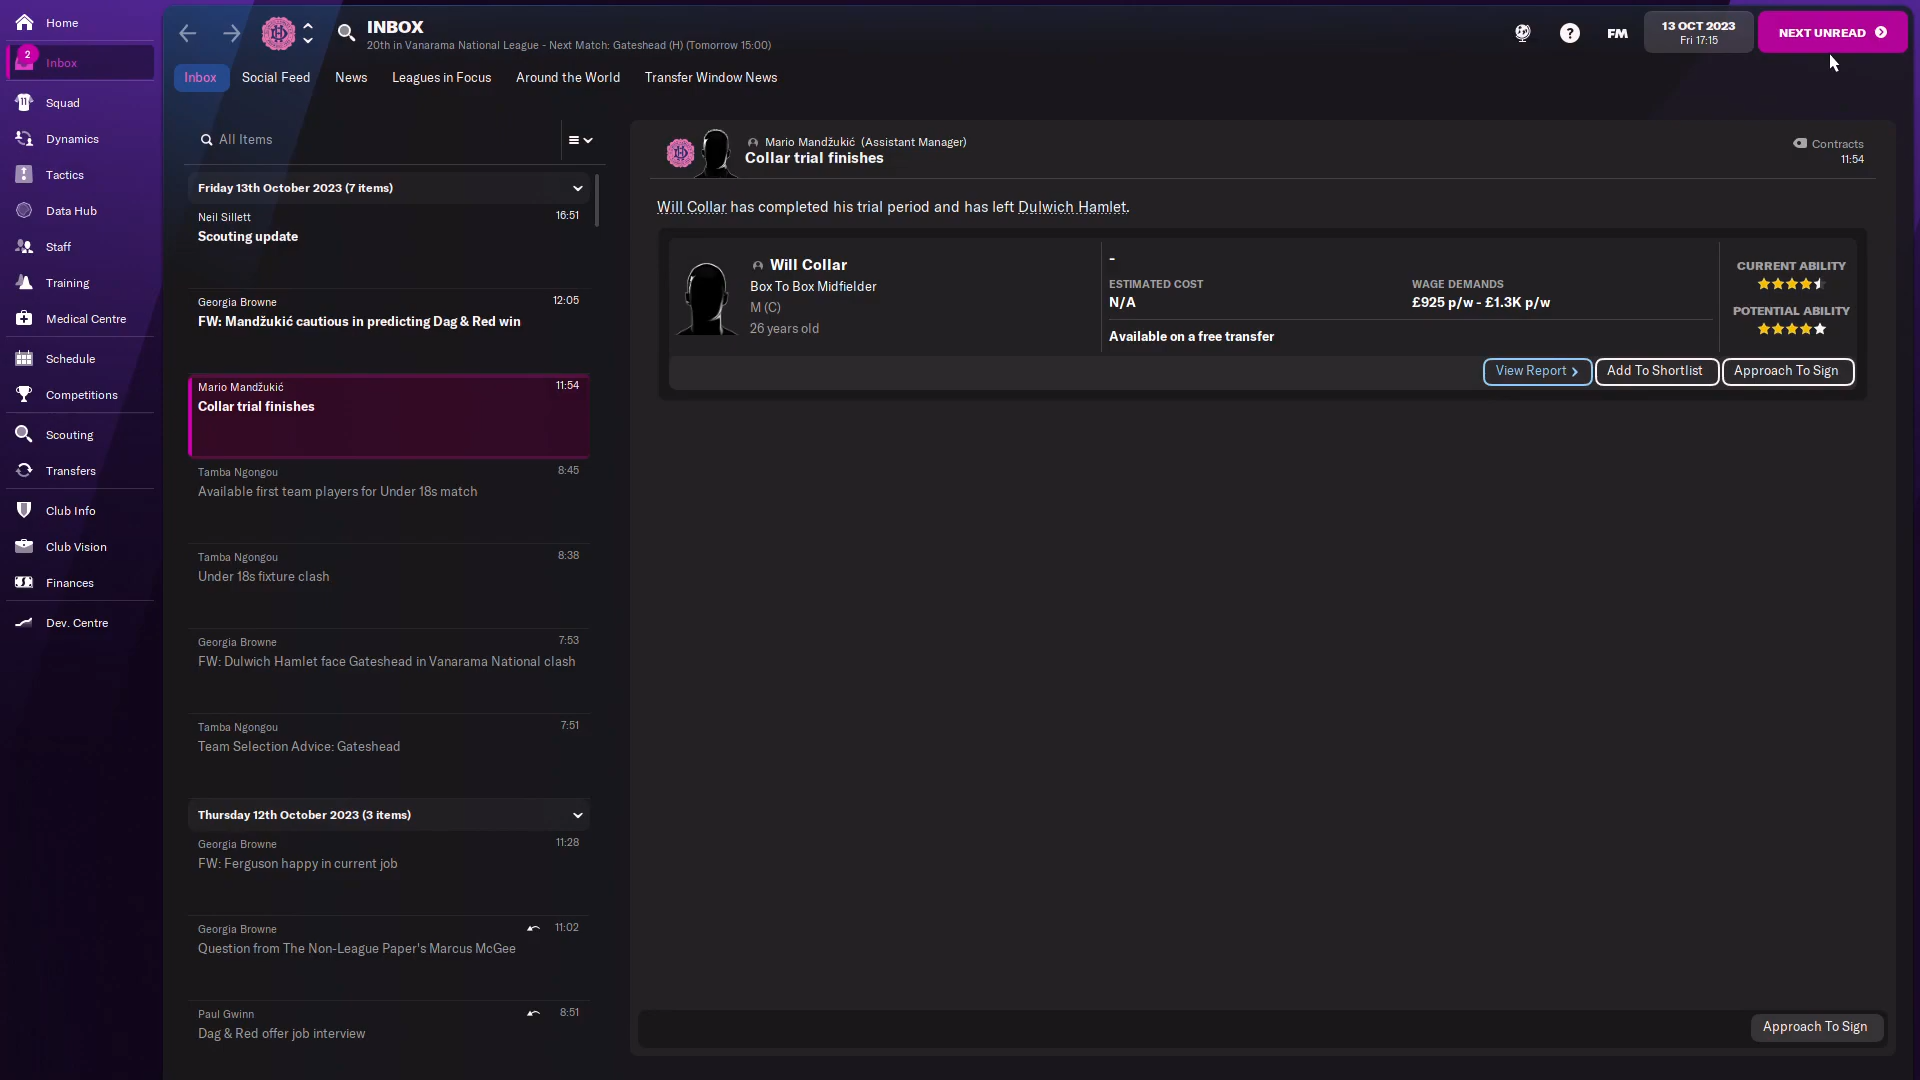 Home
2
Inbox
Squad
Dynamics
Tactics
Data Hub
Staff
Training
Medical Centre
Schedule
Competitions
Scouting
Transfers
Club Info
Club Vision
Finances
Dev. Centre
INBOX
20th in Vanarama National League - Next Match: Gateshead (H) (Tomorrow 15:00)
FM
13 OCT 2023
Fri 17:15
NEXT UNREAD
Inbox
Social Feed
News
Leagues in Focus
Around the World
Transfer Window News
All Items
Friday 13th October 2023 (7 items)
Neil Sillett 16:51
Scouting update
Georgia Browne 12:05
FW: Mandžukić cautious in predicting Dag & Red win
Mario Mandžukić 11:54
Collar trial finishes
Tamba Ngongou 8:45
Available first team players for Under 18s match
Tamba Ngongou 8:38
Under 18s fixture clash
Georgia Browne 7:53
FW: Dulwich Hamlet face Gateshead in Vanarama National clash
Tamba Ngongou 7:51
Team Selection Advice: Gateshead
Thursday 12th October 2023 (3 items)
Georgia Browne 11:28
FW: Ferguson happy in current job
Georgia Browne 11:02
Question from The Non-League Paper's Marcus McGee
Paul Gwinn 8:51
Dag & Red offer job interview
Mario Mandžukić (Assistant Manager)
Collar trial finishes
Contracts
11:54
Will Collar has completed his trial period and has left Dulwich Hamlet.
Will Collar
Box To Box Midfielder
M (C)
26 years old
-
ESTIMATED COST
N/A
WAGE DEMANDS
£925 p/w - £1.3K p/w
Available on a free transfer
CURRENT ABILITY
POTENTIAL ABILITY
View Report
Add To Shortlist
Approach To Sign
Approach To Sign